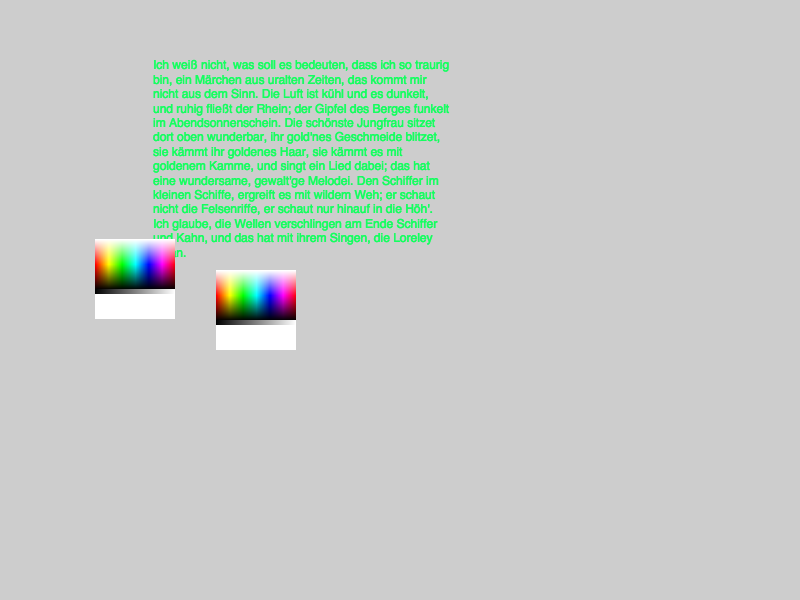 Ich weiß nicht, was soll es bedeuten, dass ich so traurig
bin, ein Märchen aus uralten Zeiten, das kommt mir
nicht aus dem Sinn. Die Luft ist kühl und es dunkelt,
und ruhig fließt der Rhein; der Gipfel des Berges funkelt
im Abendsonnenschein. Die schönste Jungfrau sitzet
dort oben wunderbar, ihr gold'nes Geschmeide blitzet,
sie kämmt ihr goldenes Haar, sie kämmt es mit
goldenem Kamme, und singt ein Lied dabei; das hat
eine wundersame, gewalt'ge Melodei. Den Schiffer im
kleinen Schiffe, ergreift es mit wildem Weh; er schaut
nicht die Felsenriffe, er schaut nur hinauf in die Höh'.
Ich glaube, die Wellen verschlingen am Ende Schiffer
und Kahn, und das hat mit ihrem Singen, die Loreley